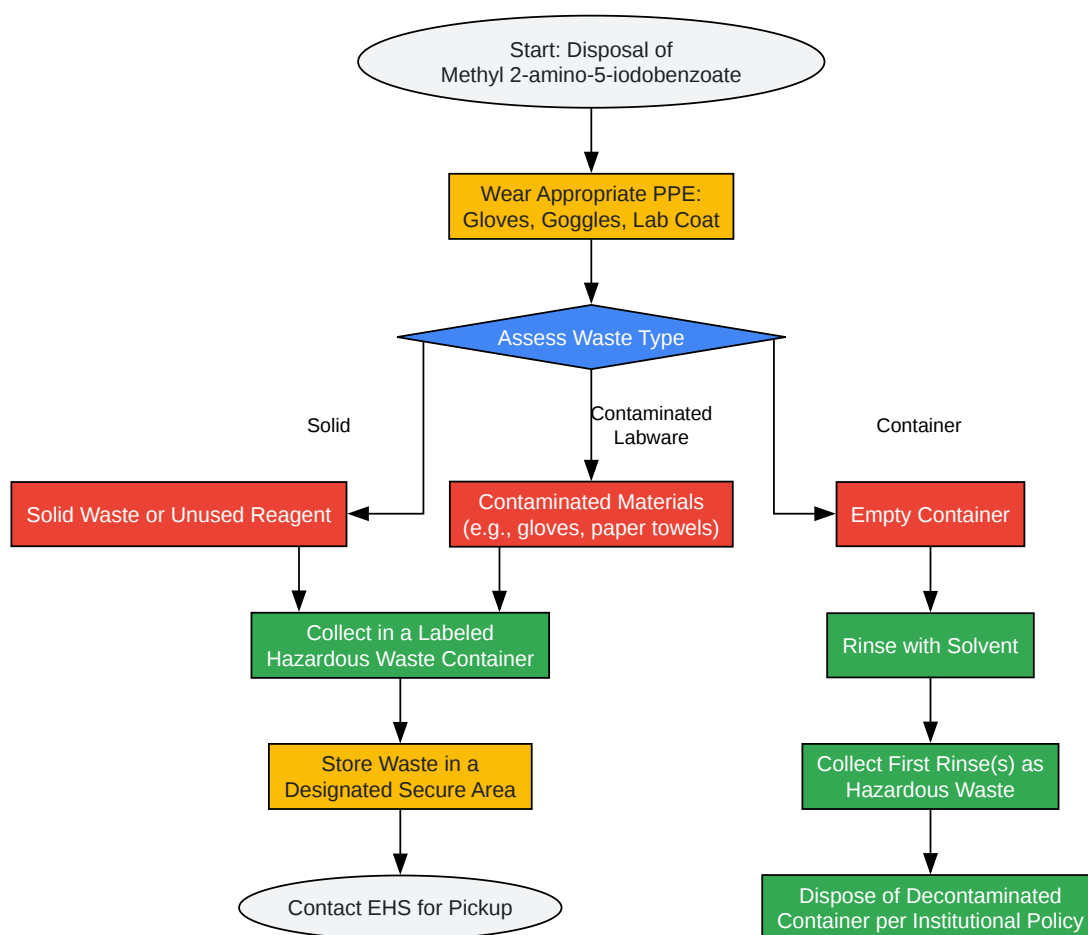 Start: Disposal of
Methyl 2-amino-5-iodobenzoate
Wear Appropriate PPE:
Gloves, Goggles, Lab Coat
Assess Waste Type
Solid
Contaminated
Labware
Container
Solid Waste or Unused Reagent
Contaminated Materials
(e.g., gloves, paper towels)
Empty Container
Collect in a Labeled
Hazardous Waste Container
Rinse with Solvent
Store Waste in a
Designated Secure Area
Collect First Rinse(s) as
Hazardous Waste
Contact EHS for Pickup
Dispose of Decontaminated
Container per Institutional Policy